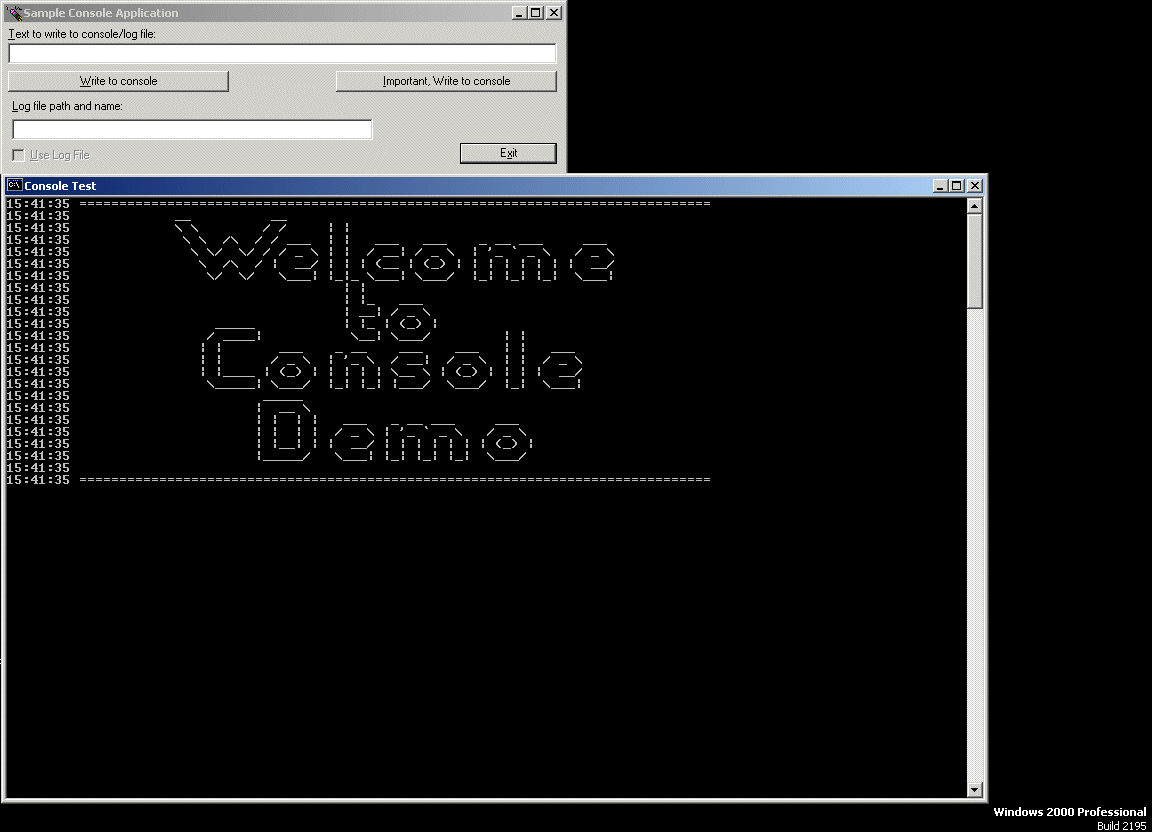 Sample Console Application
Text to write to console/log file:
Write to console
Important, Write to console
Log file path and name:
Use Log File
Exit
Console Test
15:41:35 ===============================================================================
15:41:35
15:41:35
15:41:35
15:41:35 Wellcome
15:41:35
15:41:35
15:41:35
15:41:35
15:41:35 to
15:41:35
15:41:35
15:41:35
15:41:35 Console
15:41:35
15:41:35
15:41:35
15:41:35
15:41:35
15:41:35 Demo
15:41:35
15:41:35
15:41:35
15:41:35 ===============================================================================
Windows 2000 Professional
Build 2195